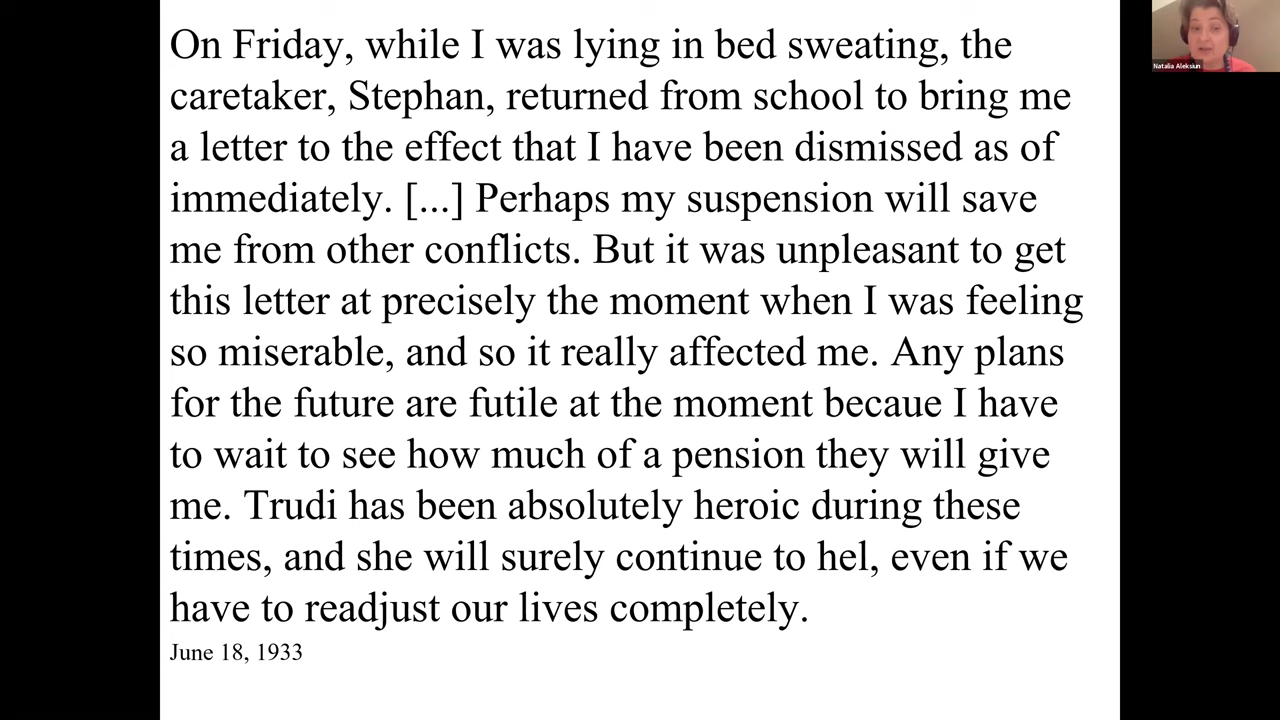 On Friday, while I was lying in bed sweating, the
caretaker, Stephan, returned from school to bring me
a letter to the effect that I have been dismissed as of
immediately. [...] Perhaps my suspension will save
me from other conflicts. But it was unpleasant to get
this letter at precisely the moment when I was feeling
so miserable, and so it really affected me. Any plans
for the future are futile at the moment becaue I have
to wait to see how much of a pension they will give
me. Trudi has been absolutely heroic during these
times, and she will surely continue to hel, even if we
have to readjust our lives completely.
June 18, 1933
Natalia Aleksiun